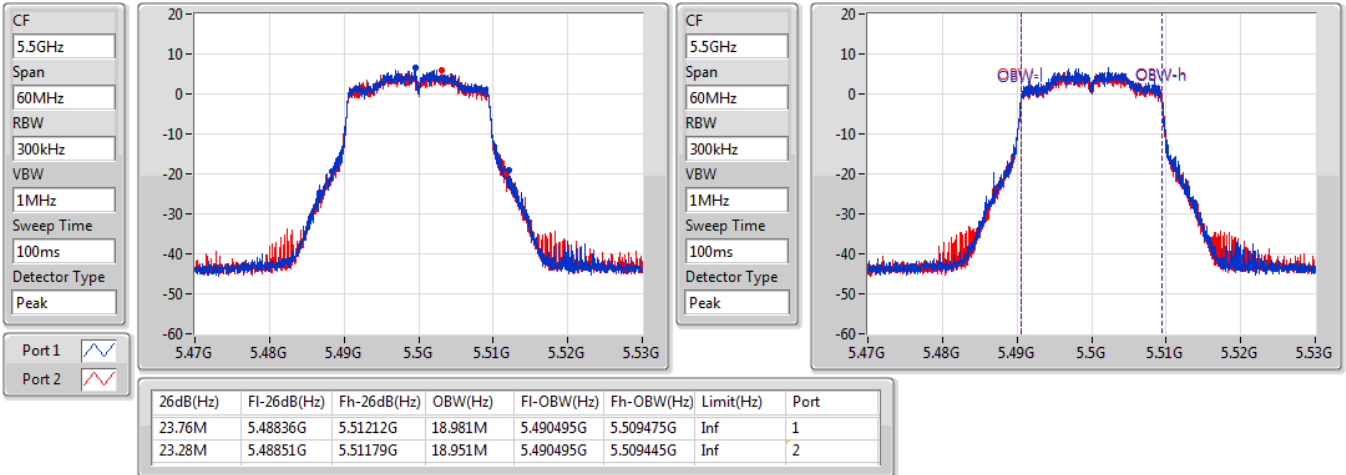 CF
5.5GHz
Span
60MHz
RBW
300kHz
VBW
1MHz
Sweep Time
100ms
Detector Type
Peak
Port 1
Port 2
20
10
0
-10
-20
-30
-40
-50
-60
5.47G 5.48G 5.49G 5.5G 5.51G 5.52G 5.53G
CF
5.5GHz
Span
60MHz
RBW
300kHz
VBW
1MHz
Sweep Time
100ms
Detector Type
Peak
20
10
0
-10
-20
-30
-40
-50
-60
OBW-l OBW-h
5.47G 5.48G 5.49G 5.5G 5.51G 5.52G 5.53G
26dB(Hz) Fl-26dB(Hz) Fh-26dB(Hz) OBW(Hz) Fl-OBW(Hz) Fh-OBW(Hz) Limit(Hz) Port
23.76M 5.48836G 5.51212G 18.981M 5.490495G 5.509475G Inf 1
23.28M 5.48851G 5.51179G 18.951M 5.490495G 5.509445G Inf 2